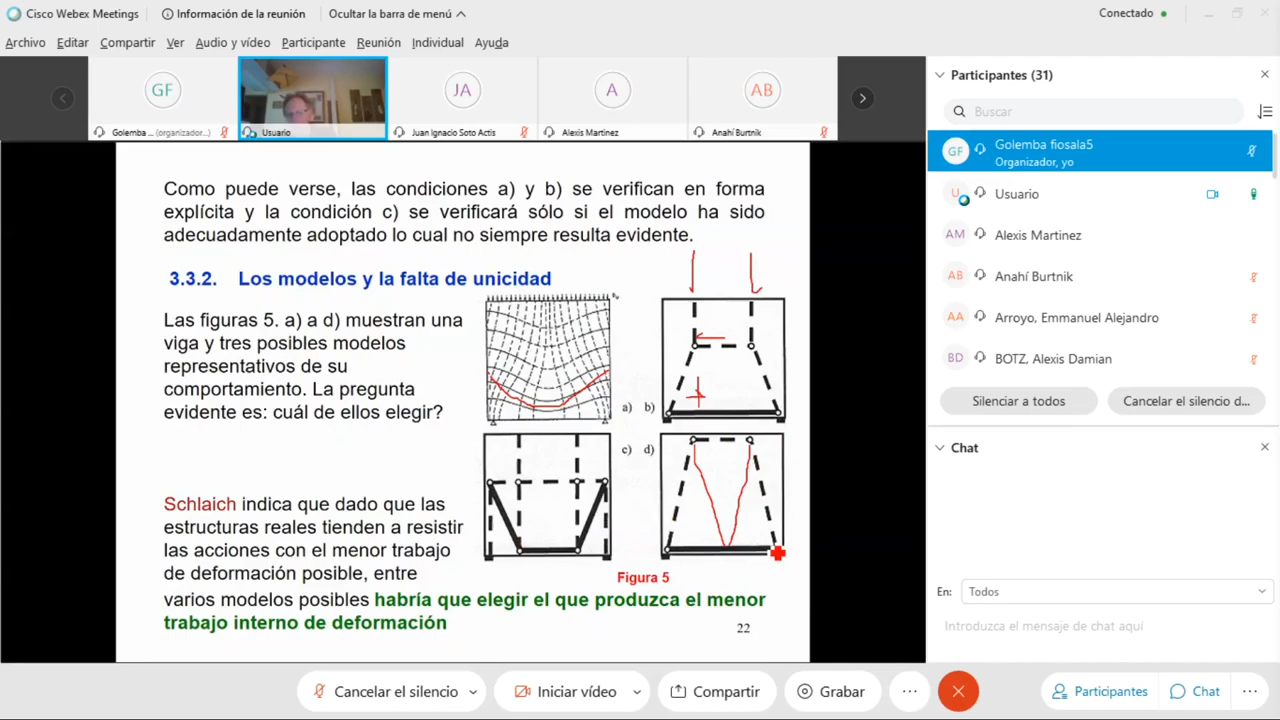 Cisco Webex Meetings
Información de la reunión
Ocultar la barra de menú
Conectado
Archivo Editar Compartir Ver Audio y vídeo Participante Reunión Individual Ayuda
GF
JA
A
AB
Golemba ... (organizador...)
Usuario
Juan Ignacio Soto Actis
Alexis Martinez
Anahí Burtnik
Como puede verse, las condiciones a) y b) se verifican en forma
explícita y la condición c) se verificará sólo si el modelo ha sido
adecuadamente adoptado lo cual no siempre resulta evidente.
3.3.2. Los modelos y la falta de unicidad
Las figuras 5. a) a d) muestran una
viga y tres posibles modelos
representativos de su
comportamiento. La pregunta
evidente es: cuál de ellos elegir?
a) b)
c) d)
Figura 5
Schlaich indica que dado que las
estructuras reales tienden a resistir
las acciones con el menor trabajo
de deformación posible, entre
varios modelos posibles habría que elegir el que produzca el menor
trabajo interno de deformación
22
Participantes (31)
Buscar
GF Golemba fiosala5
Organizador, yo
U Usuario
AM Alexis Martinez
AB Anahí Burtnik
AA Arroyo, Emmanuel Alejandro
BD BOTZ, Alexis Damian
Silenciar a todos
Cancelar el silencio d...
Chat
En: Todos
Introduzca el mensaje de chat aquí
Cancelar el silencio
Iniciar vídeo
Compartir
Grabar
Participantes
Chat